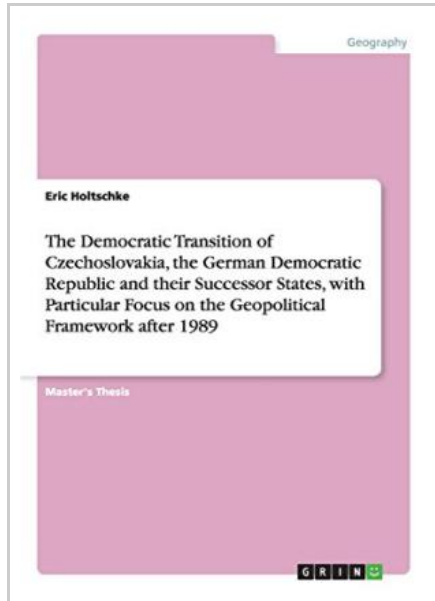 Geography
Eric Holtschke
The Democratic Transition of
Czechoslovakia, the German Democratic
Republic and their Successor States, with
Particular Focus on the Geopolitical
Framework after 1989
Master's Thesis
GRIN